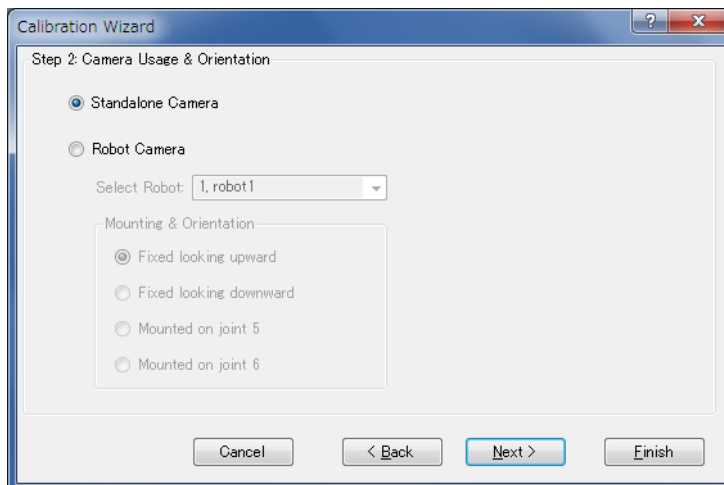 Calibration Wizard
Step 2: Camera Usage & Orientation
Standalone Camera
Robot Camera
Select Robot: 1, robot1
Mounting & Orientation
Fixed looking upward
Fixed looking downward
Mounted on joint 5
Mounted on joint 6
Cancel < Back Next > Finish